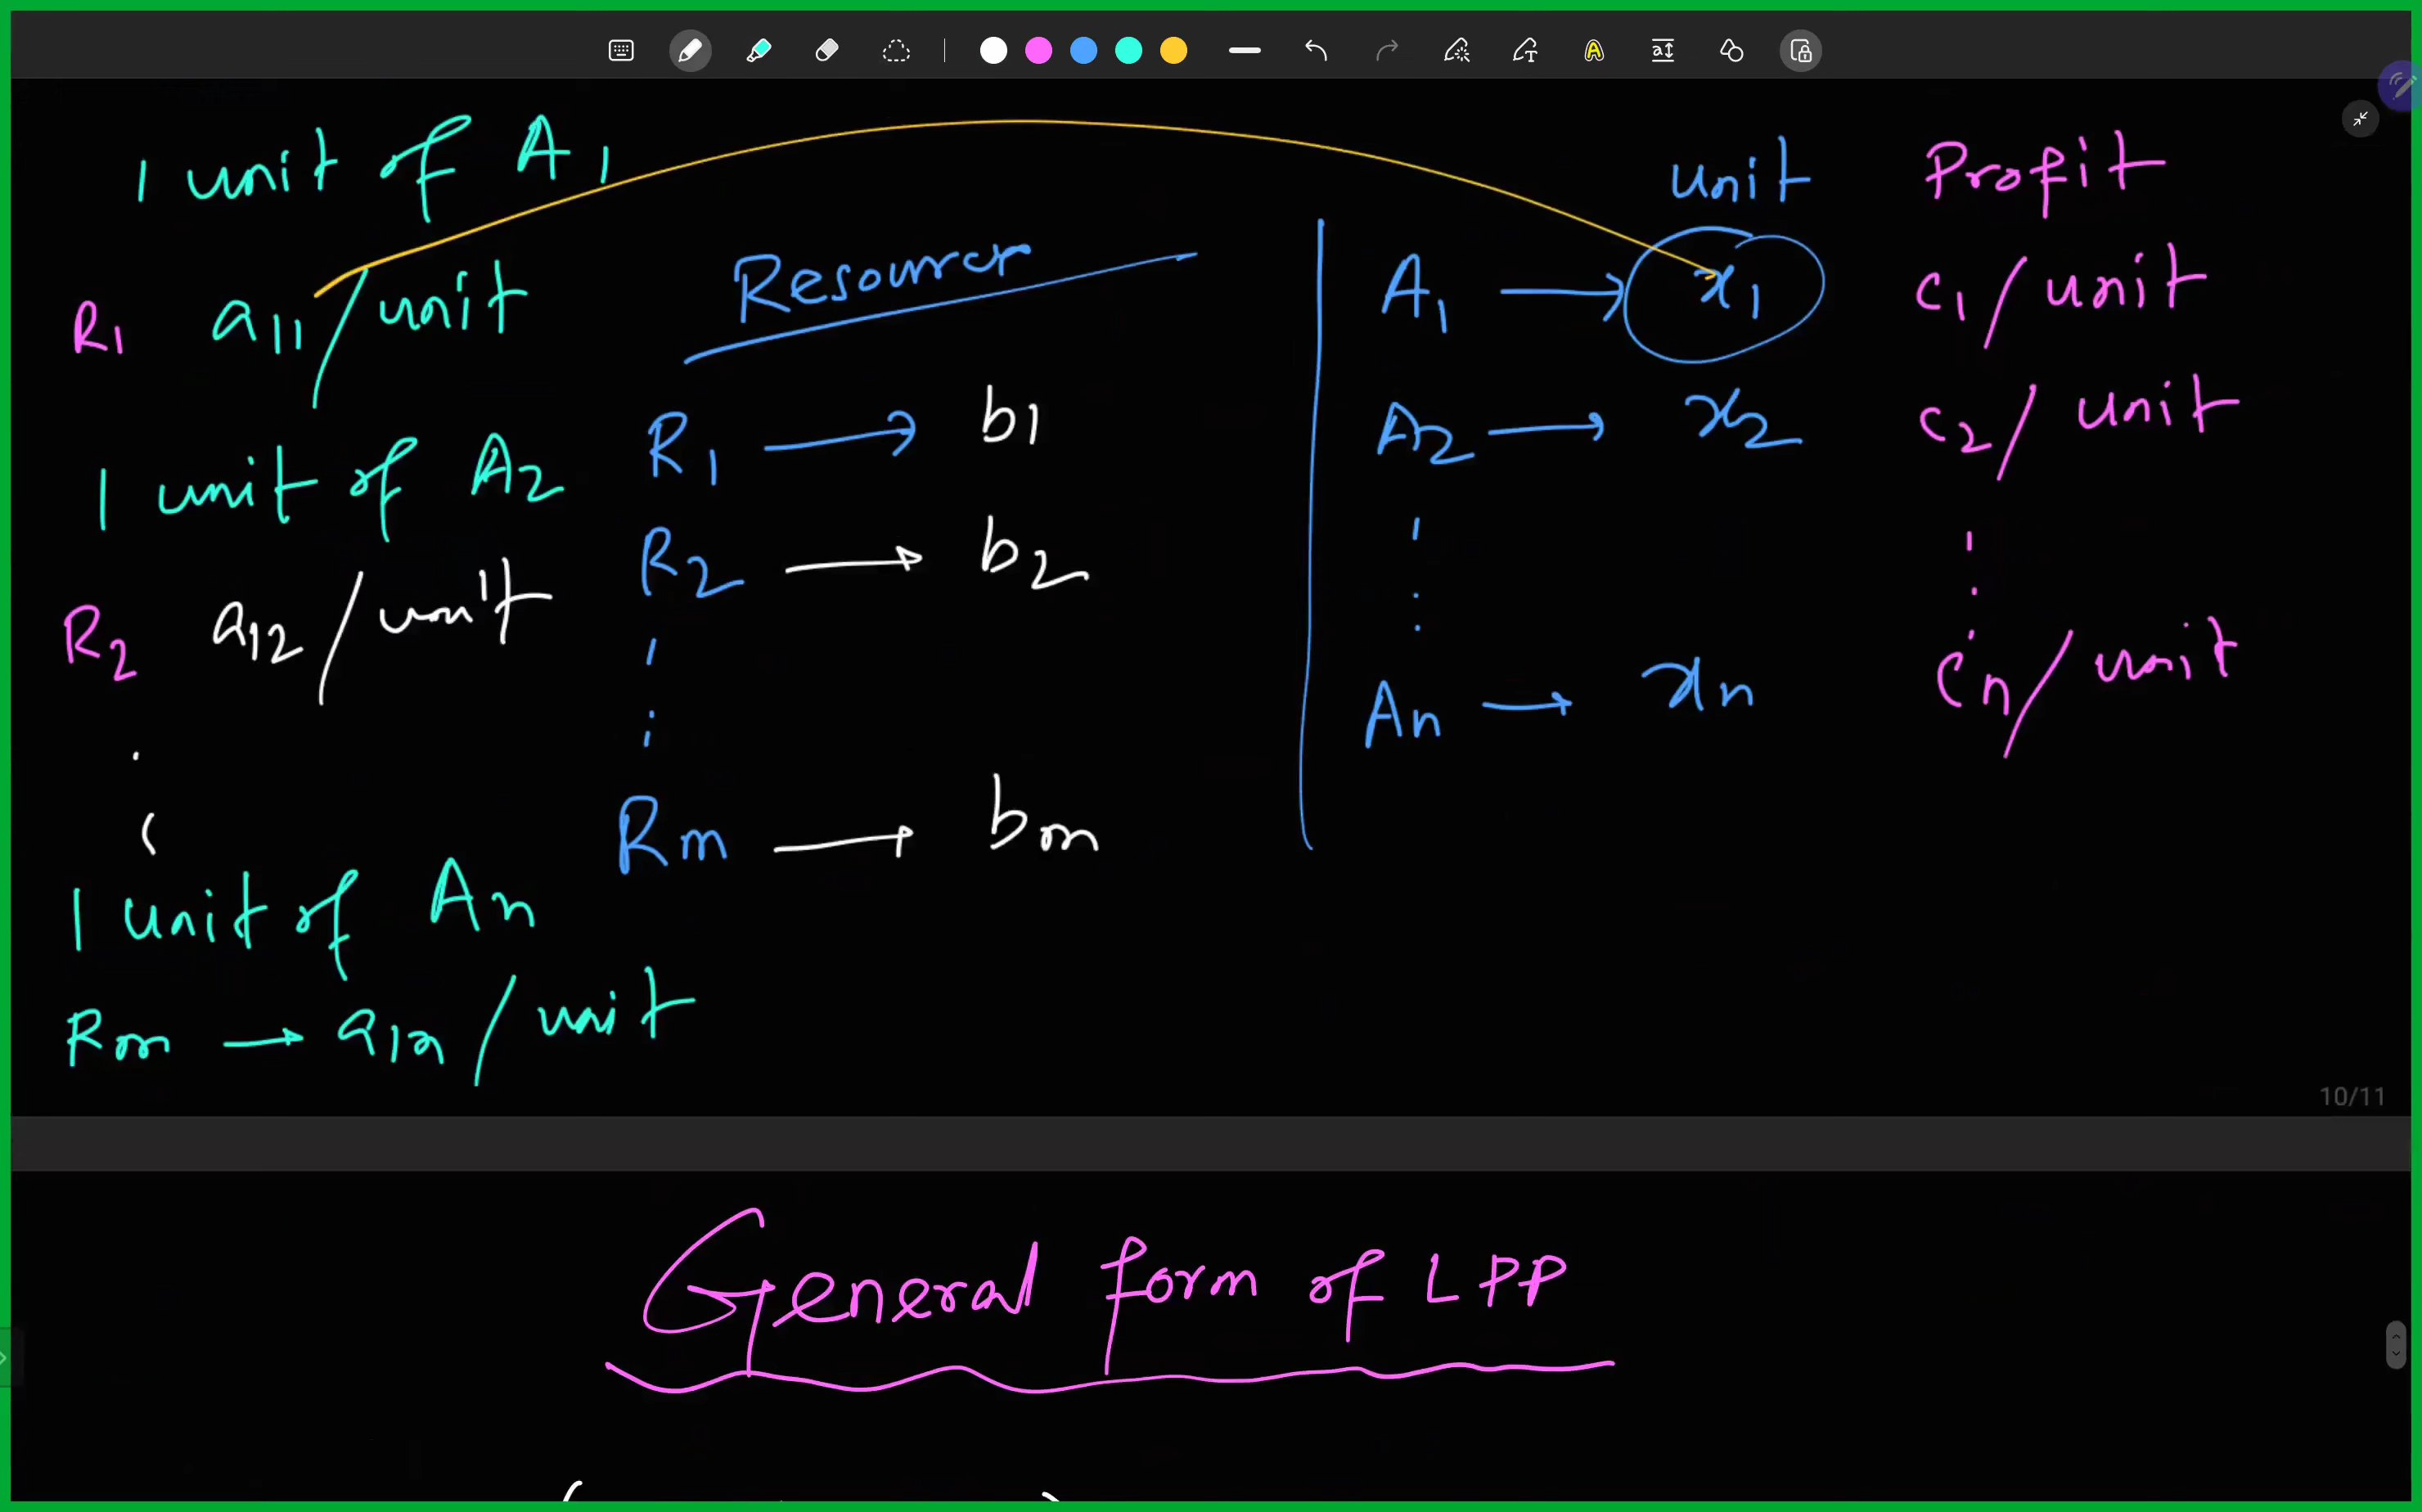 1 unit of A1
R1 a11/unit
1 unit of A2
R2 a12/unit
1 unit of An
Rm → a1n/unit
Resource
R1 → b1
R2 → b2
Rm → bm
unit Profit
A1 → x1 c1/unit
A2 → x2 c2/unit
An → xn cn/unit
10/11
General form of LPP